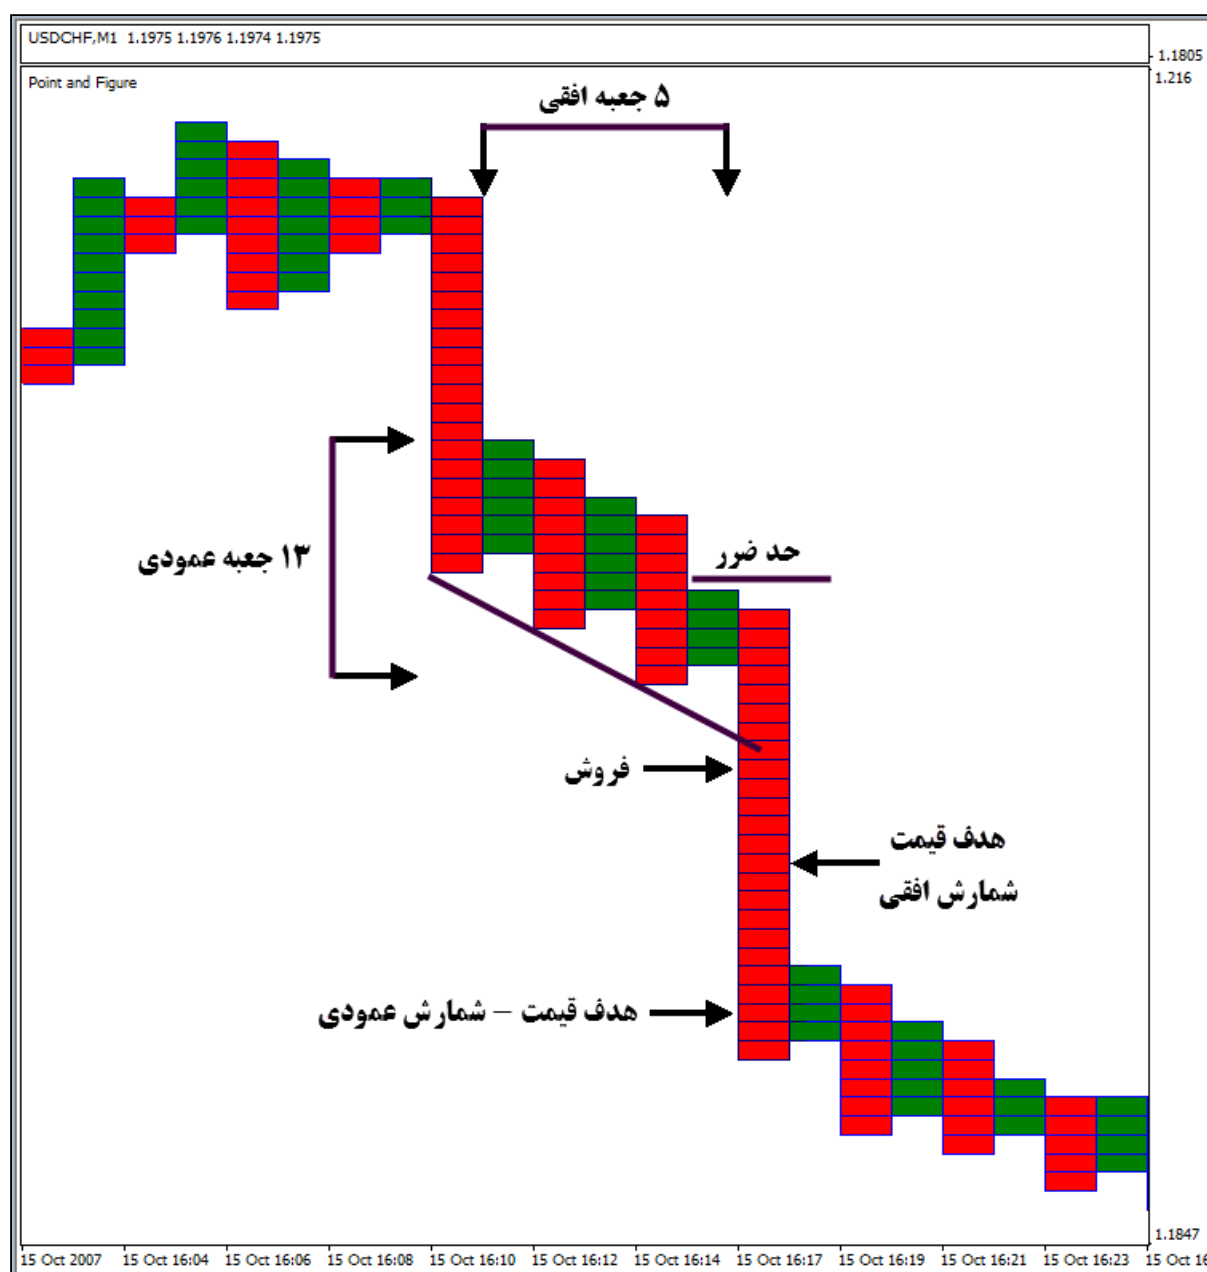 USDCHF,M1 1.1975 1.1976 1.1974 1.1975
1.1805
1.216
Point and Figure
۵ جعبه افقی
۱۳ جعبه عمودی
حد ضرر
فروش
هدف قیمت
شمارش افقی
هدف قیمت – شمارش عمودی
1.1847
15 Oct 2007 15 Oct 16:04 15 Oct 16:06 15 Oct 16:08 15 Oct 16:10 15 Oct 16:12 15 Oct 16:14 15 Oct 16:17 15 Oct 16:19 15 Oct 16:21 15 Oct 16:23 15 Oct 16